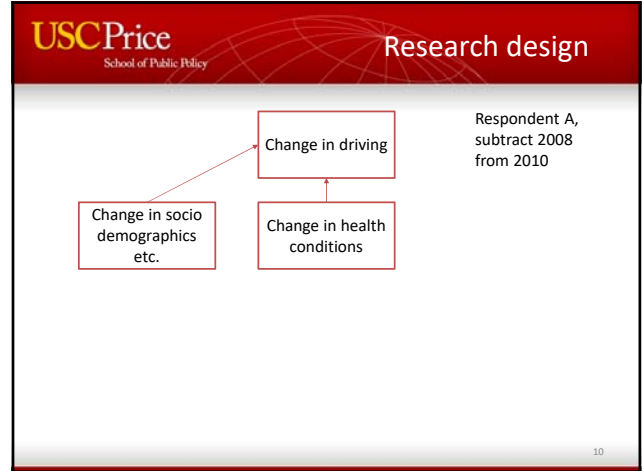 USC Price
School of Public Policy
Research design
Change in driving
Respondent A,
subtract 2008
from 2010
Change in socio
demographics
etc.
Change in health
conditions
10